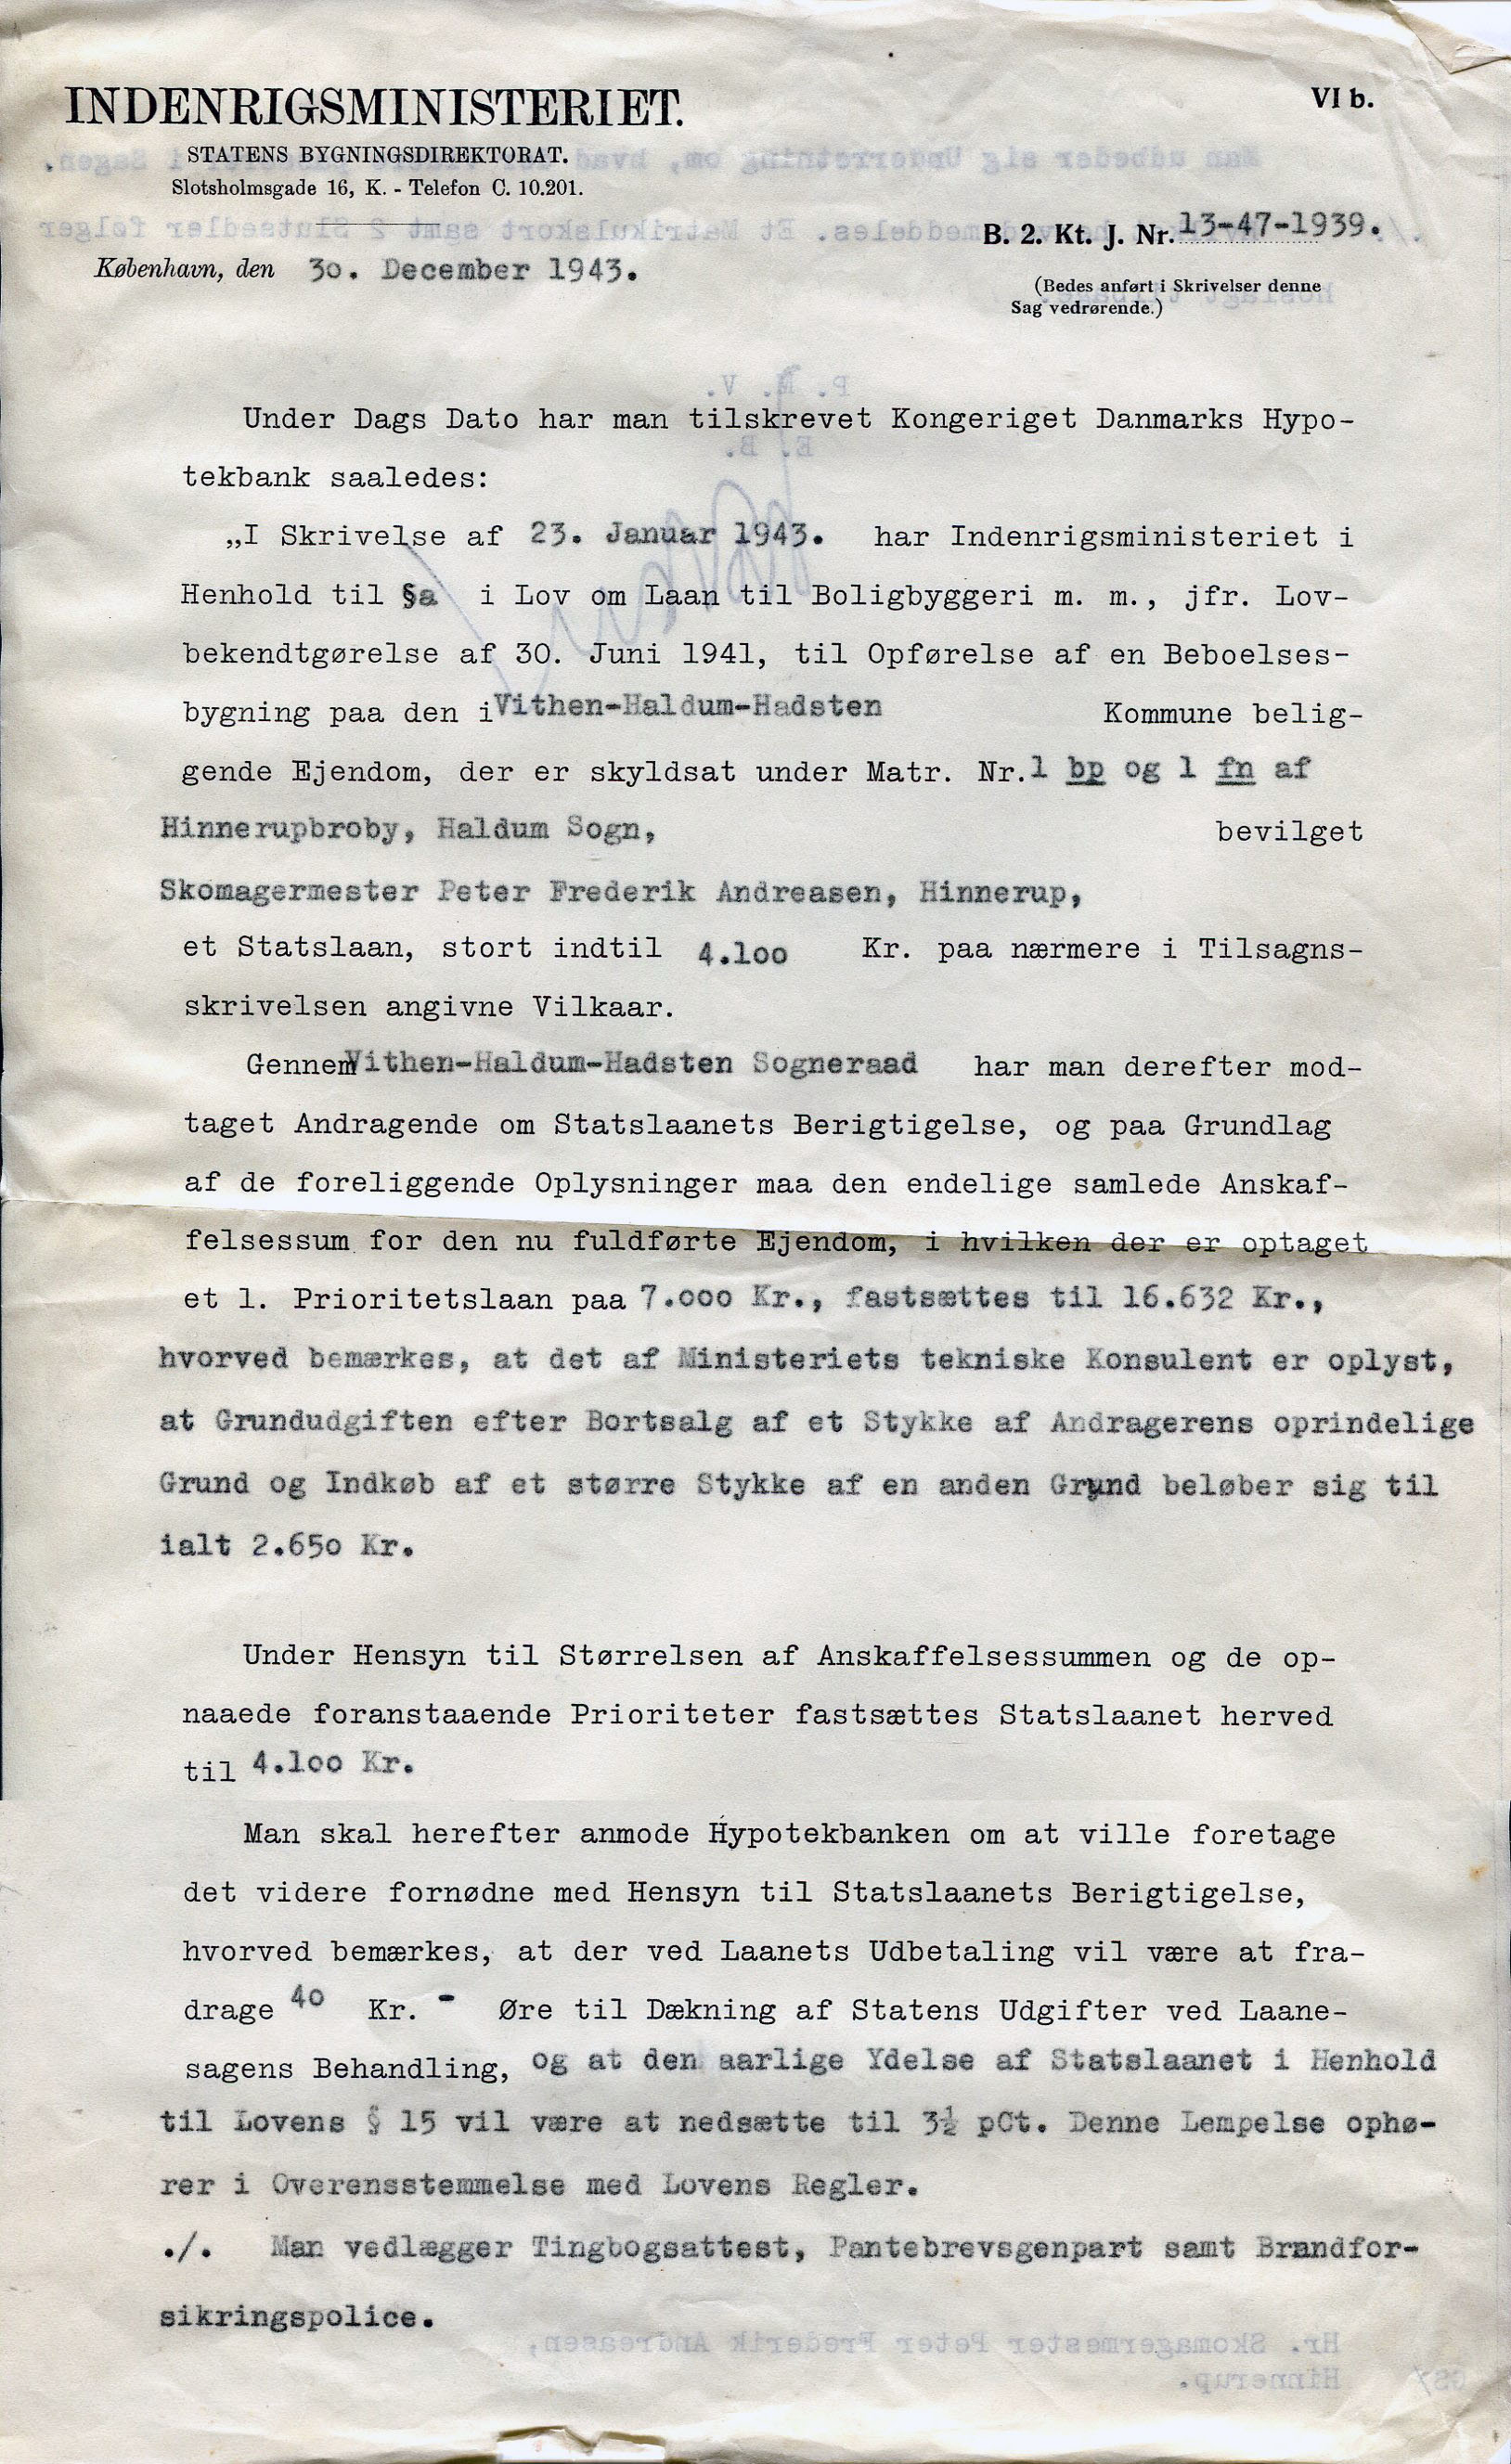 INDENRIGSMINISTERIET.
VI b.
STATENS BYGNINGSDIREKTORAT.
Slotsholmsgade 16, K. - Telefon C. 10.201.
B. 2. Kt. J. Nr. 13-47-1939.
København, den 30. December 1943.
(Bedes anført i Skrivelser denne
Sag vedrørende.)
Under Dags Dato har man tilskrevet Kongeriget Danmarks Hypo-
tekbank saaledes:
„I Skrivelse af 23. Januar 1943. har Indenrigsministeriet i
Henhold til §a i Lov om Laan til Boligbyggeri m. m., jfr. Lov-
bekendtgørelse af 30. Juni 1941, til Opførelse af en Beboelses-
bygning paa den i Vithen-Haldum-Hadsten Kommune belig-
gende Ejendom, der er skyldsat under Matr. Nr. 1 bp og 1 fn af
Hinnerupbroby, Haldum Sogn, bevilget
Skomagermester Peter Frederik Andreasen, Hinnerup,
et Statslaan, stort indtil 4.100 Kr. paa nærmere i Tilsagns-
skrivelsen angivne Vilkaar.
Gennem Vithen-Haldum-Hadsten Sogneraad har man derefter mod-
taget Andragende om Statslaanets Berigtigelse, og paa Grundlag
af de foreliggende Oplysninger maa den endelige samlede Anskaf-
felsessum for den nu fuldførte Ejendom, i hvilken der er optaget
et 1. Prioritetslaan paa 7.000 Kr., fastsættes til 16.632 Kr.,
hvorved bemærkes, at det af Ministeriets tekniske Konsulent er oplyst,
at Grundudgiften efter Bortsalg af et Stykke af Andragerens oprindelige
Grund og Indkøb af et større Stykke af en anden Grund beløber sig til
ialt 2.650 Kr.
Under Hensyn til Størrelsen af Anskaffelsessummen og de op-
naaede foranstaaende Prioriteter fastsættes Statslaanet herved
til 4.100 Kr.
Man skal herefter anmode Hypotekbanken om at ville foretage
det videre fornødne med Hensyn til Statslaanets Berigtigelse,
hvorved bemærkes, at der ved Laanets Udbetaling vil være at fra-
drage 40 Kr. - Øre til Dækning af Statens Udgifter ved Laane-
sagens Behandling, og at den aarlige Ydelse af Statslaanet i Henhold
til Lovens § 15 vil være at nedsætte til 3½ pCt. Denne Lempelse ophø-
rer i Overensstemmelse med Lovens Regler.
./. Man vedlægger Tingbogsattest, Pantebrevsgenpart samt Brandfor-
sikringspolice.
Hr. Skomagermester Peter Frederik Andreasen,
Hinnerup.